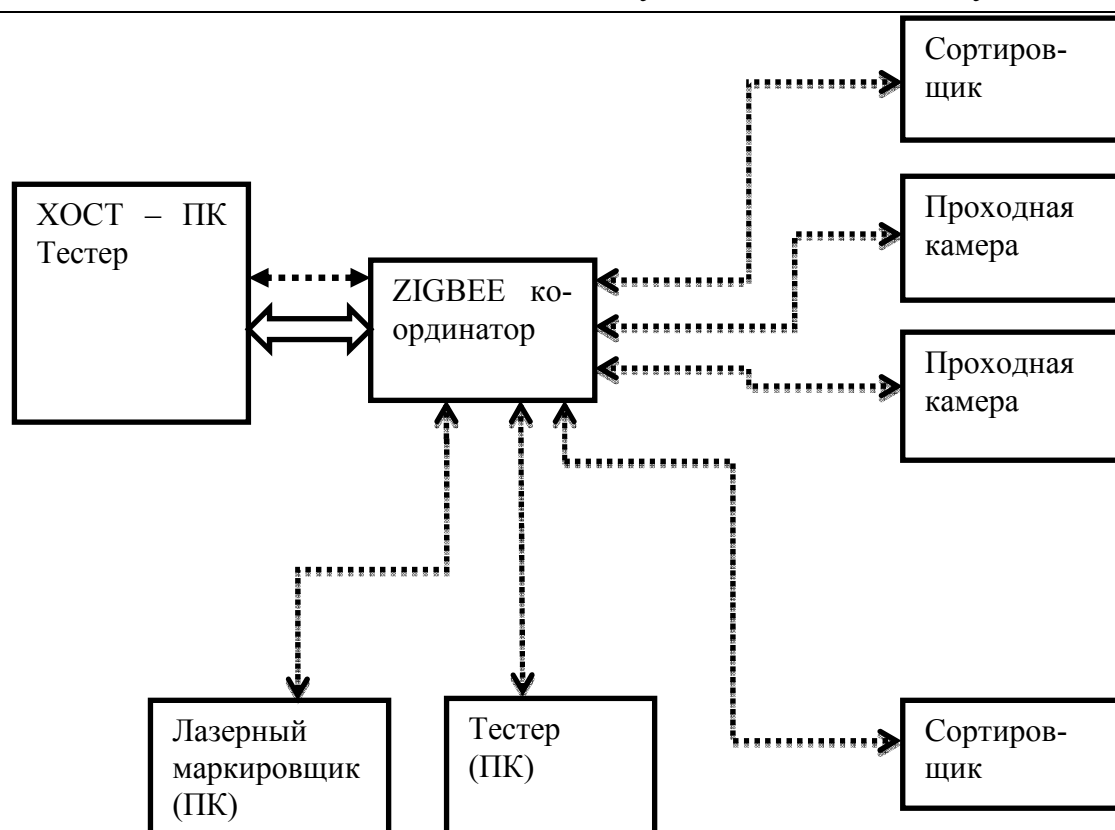 Сортиров-
щик
ХОСТ – ПК
Тестер
Проходная
камера
ZIGBEE ко-
ординатор
Проходная
камера
Лазерный
маркировщик
(ПК)
Тестер
(ПК)
Сортиров-
щик